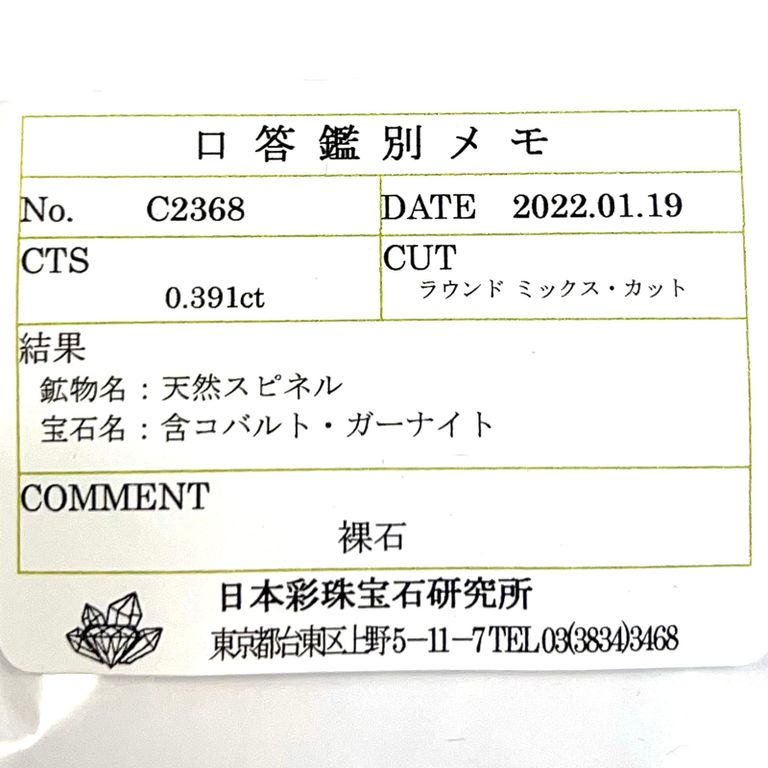 口答鑑別メモ
No. C2368 DATE 2022.01.19
CTS CUT
0.391ct ラウンド ミックス・カット
結果
鉱物名：天然スピネル
宝石名：含コバルト・ガーナイト
COMMENT
裸石
日本彩珠宝石研究所
東京都台東区上野5－11－7 TEL 03(3834)3468